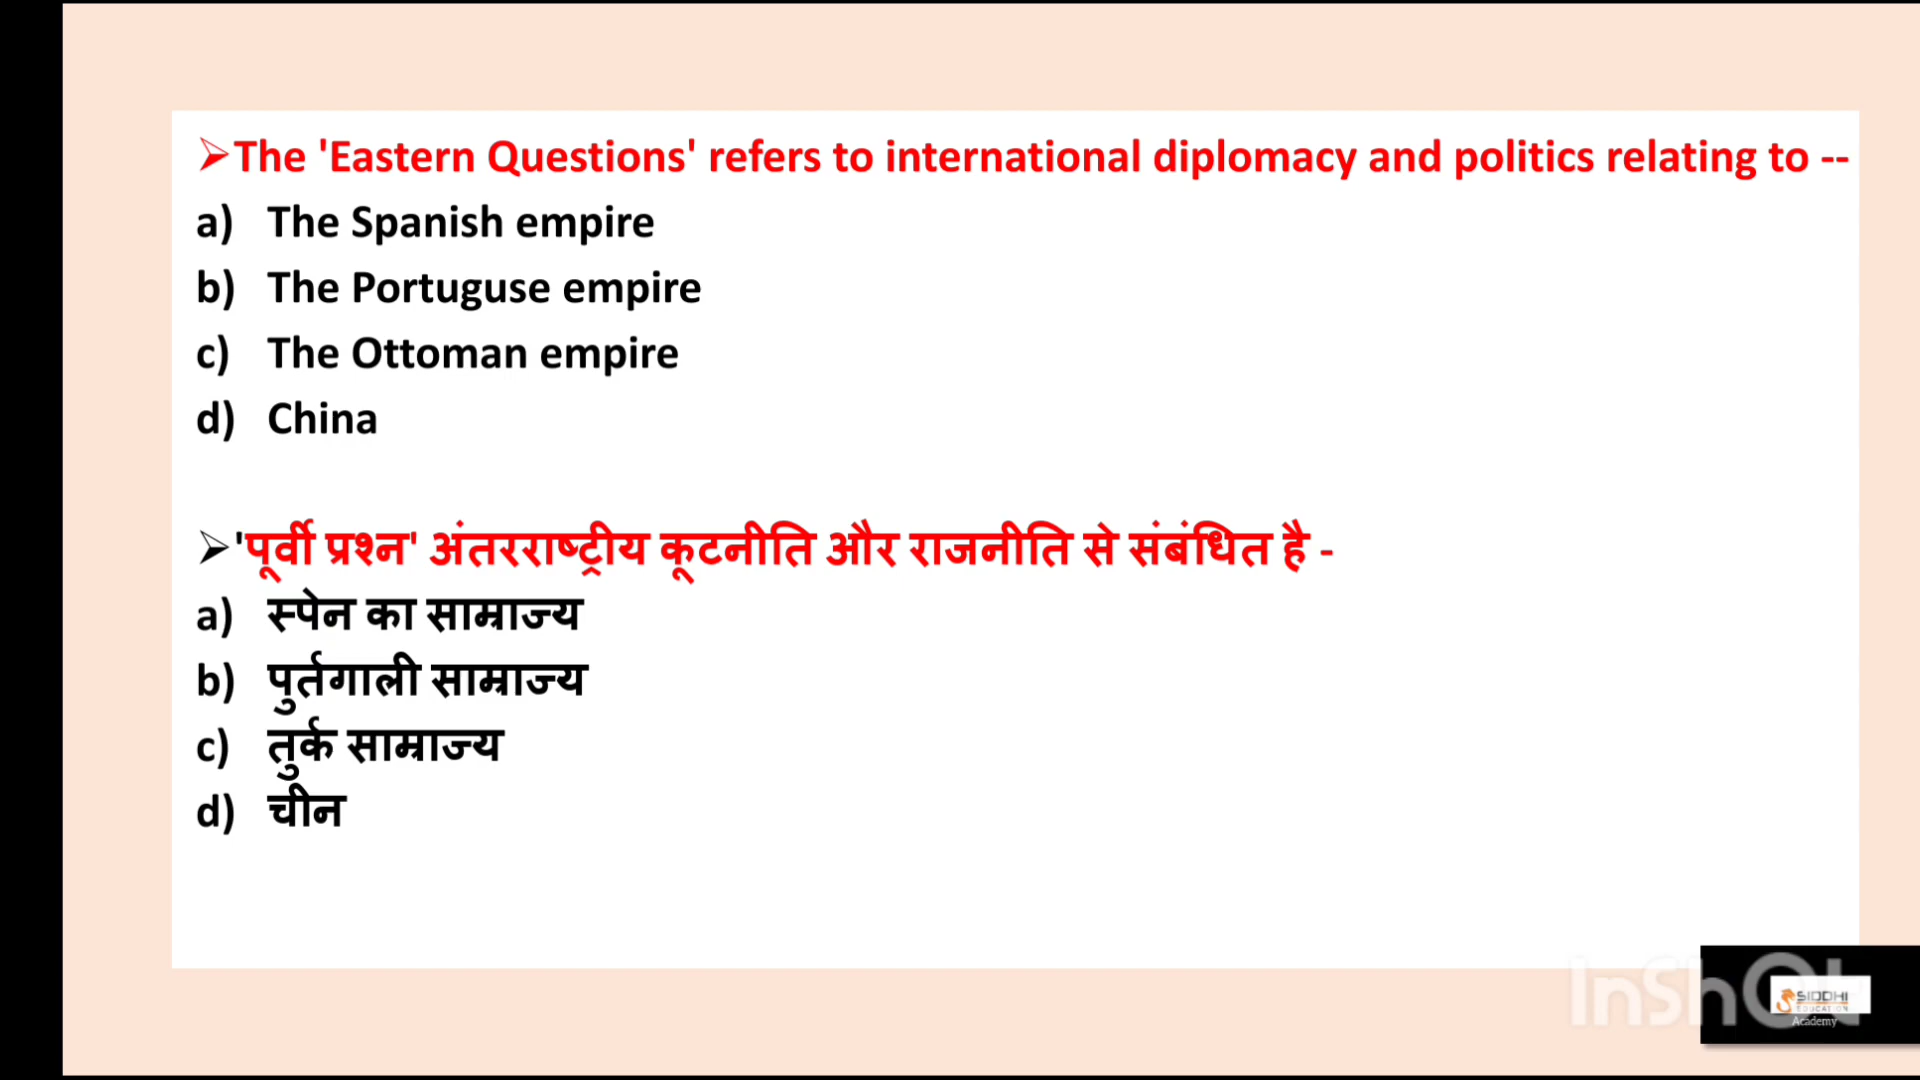 ➢The 'Eastern Questions' refers to international diplomacy and politics relating to --
a) The Spanish empire
b) The Portuguse empire
c) The Ottoman empire
d) China
➢'पूर्वी प्रश्न' अंतरराष्ट्रीय कूटनीति और राजनीति से संबंधित है -
a) स्पेन का साम्राज्य
b) पुर्तगाली साम्राज्य
c) तुर्क साम्राज्य
d) चीन
InShOt
SIDDHI
EDUCATION
Academy